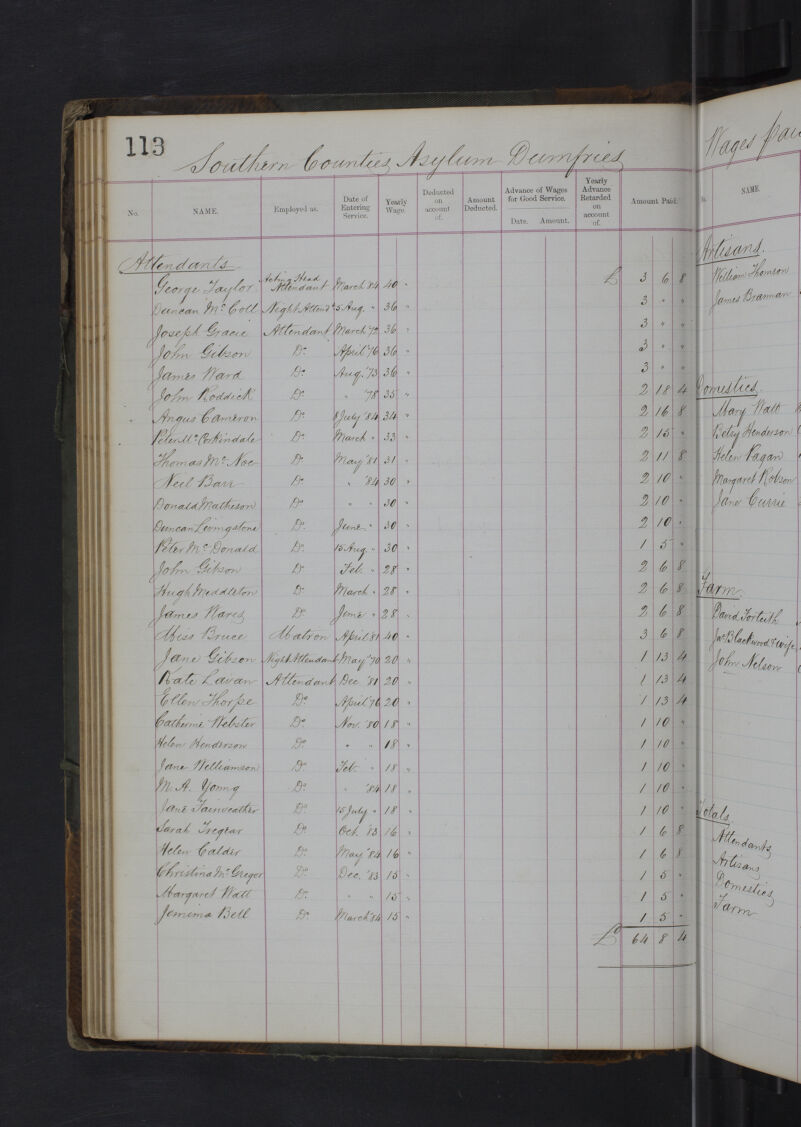 113
Southern Counties Asylum Dumfries
No. NAME. Employed as. Date of Entering Service. Yearly Wage. Deducted on account of. Amount Deducted. Advance of Wages for Good Service. Date. Amount. Yearly Advance Retarded on account of. Amount Paid.
Attendants
George Taylor Acting Head Attendant March '84 40 " £ 3 6 8
Duncan McColl Night Attendt 5 Aug. " 36 " 3 " "
Joseph Gracie Attendant March '72 36 " 3 " "
John Gibson Do. April '76 36 " 3 " "
James Ward Do. Aug. '73 36 " 3 " "
John Roddick Do. " '78 35 " 2 18 4
Angus Cameron Do. 8 July '84 34 " 2 16 8
Peter McCorkindale Do. March " 33 " 2 15 "
Thomas McNae Do. May '81 31 " 2 11 8
Neil Barr Do. " '84 30 " 2 10 "
Donald Matheson Do. " " 30 " 2 10 "
Duncan Livingstone Do. June " 30 " 2 10 "
Peter McDonald Do. 15 Aug. " 30 " 1 5 "
John Gibson Do. Feb. " 28 " 2 6 8
Hugh Meddleton Do. March " 28 " 2 6 8
James Wares Do. June " 28 " 2 6 8
Miss Bruce Matron April '81 40 " 3 6 8
Jane Gibson Night Attendant May '70 20 " 1 13 4
Kate Lavan Attendant Dec. '81 20 " 1 13 4
Ellen Thorpe Do. April '76 20 " 1 13 4
Catherine Webster Do. Nov. '80 18 " 1 10 "
Helen Henderson Do. " " 18 " 1 10 "
Jane Williamson Do. Feb. " 18 " 1 10 "
M. A. Young Do. " '84 18 " 1 10 "
Jane Fairweather Do. 15 July " 18 " 1 10 "
Sarah Tregear Do. Oct. '83 16 " 1 6 8
Helen Calder Do. May '84 16 " 1 6 8
Christina McGregor Do. Dec. '83 15 " 1 5 "
Margaret Watt Do. " " 15 " 1 5 "
Jemima Bell Do. March '84 15 " 1 5 "
£ 64 8 4
Wages
NAME.
Artisans
William Thomson
James Brannan
Domestics
Mary Watt
Betsy Henderson
Helen Pagan
Margaret Robson
Jane Currie
Farm
David Forteith
Jas Blackwood & wife
John Nelson
Totals
Attendants
Artisans
Domestics
Farm